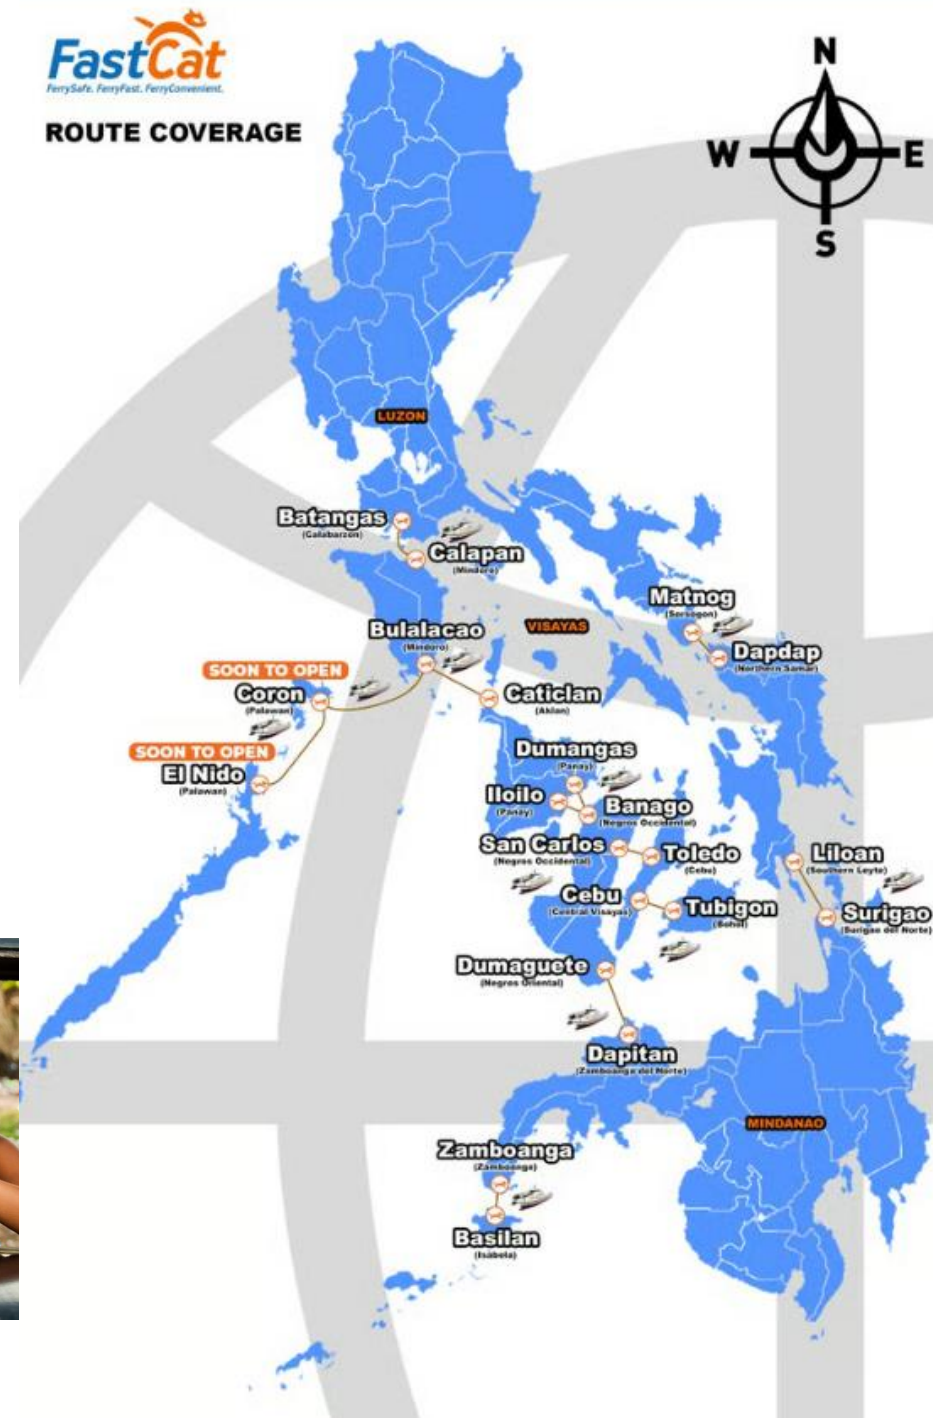 FastCat
FerrySafe. FerryFast. FerryConvenient.
ROUTE COVERAGE
N
W
E
S
LUZON
Batangas
(Calabarzon)
Calapan
(Mindoro)
Matnog
(Sorsogon)
VISAYAS
Bulalacao
(Mindoro)
Dapdap
(Northern Samar)
SOON TO OPEN
Coron
(Palawan)
Caticlan
(Aklan)
SOON TO OPEN
El Nido
(Palawan)
Dumangas
(Panay)
Iloilo
(Panay)
Banago
(Negros Occidental)
San Carlos
(Negros Occidental)
Toledo
(Cebu)
Liloan
(Southern Leyte)
Cebu
(Central Visayas)
Tubigon
(Bohol)
Surigao
(Surigao del Norte)
Dumaguete
(Negros Oriental)
Dapitan
(Zamboanga del Norte)
MINDANAO
Zamboanga
(Zamboanga)
Basilan
(Isabela)